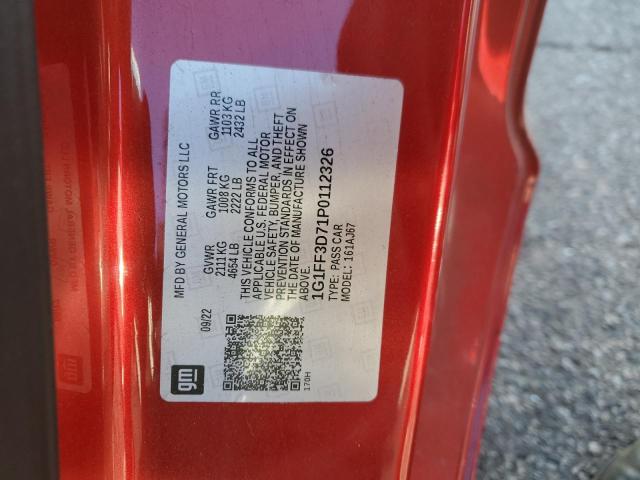 gm
09/22
MFD BY GENERAL MOTORS LLC
GVWR GAWR FRT GAWR RR
2111 KG 1008 KG 1103 KG
4654 LB 2222 LB 2432 LB
THIS VEHICLE CONFORMS TO ALL
APPLICABLE U.S. FEDERAL MOTOR
VEHICLE SAFETY, BUMPER, AND THEFT
PREVENTION STANDARDS IN EFFECT ON
THE DATE OF MANUFACTURE SHOWN
ABOVE.
1G1FF3D71P0112326
TYPE: PASS CAR
MODEL: 161AJ67
170H